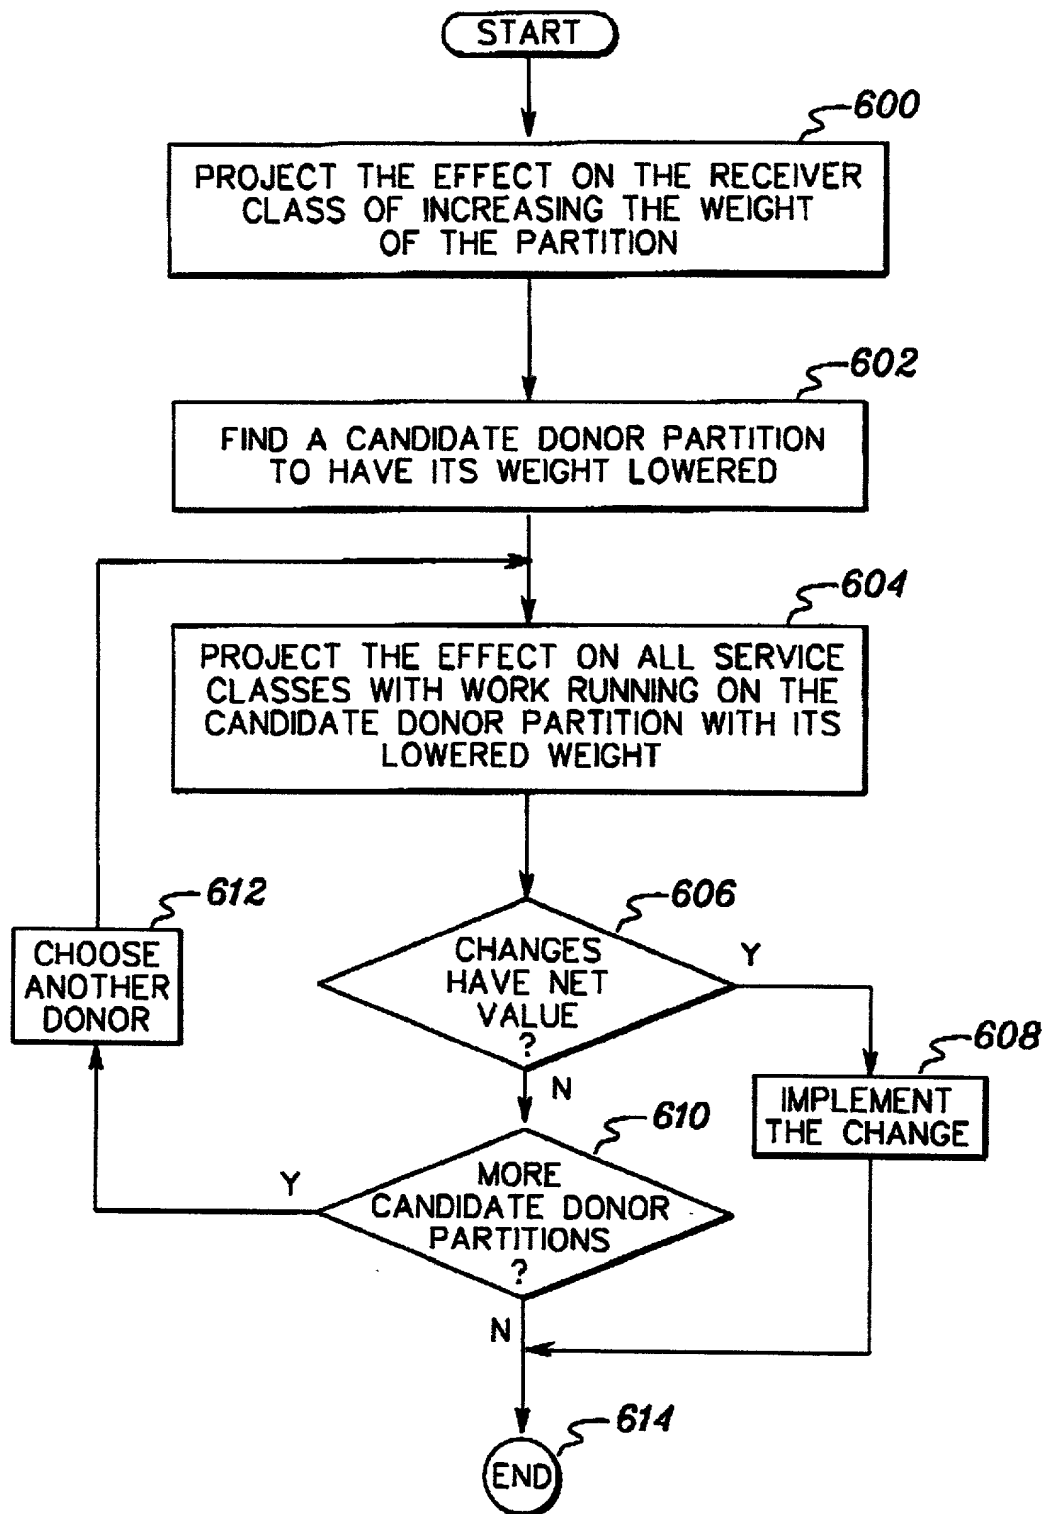 START
600
PROJECT THE EFFECT ON THE RECEIVER
CLASS OF INCREASING THE WEIGHT
OF THE PARTITION
602
FIND A CANDIDATE DONOR PARTITION
TO HAVE ITS WEIGHT LOWERED
604
PROJECT THE EFFECT ON ALL SERVICE
CLASSES WITH WORK RUNNING ON THE
CANDIDATE DONOR PARTITION WITH ITS
LOWERED WEIGHT
612
CHOOSE
ANOTHER
DONOR
606
CHANGES
HAVE NET
VALUE
?
Y
N
608
IMPLEMENT
THE CHANGE
610
MORE
CANDIDATE DONOR
PARTITIONS
?
Y
N
614
END